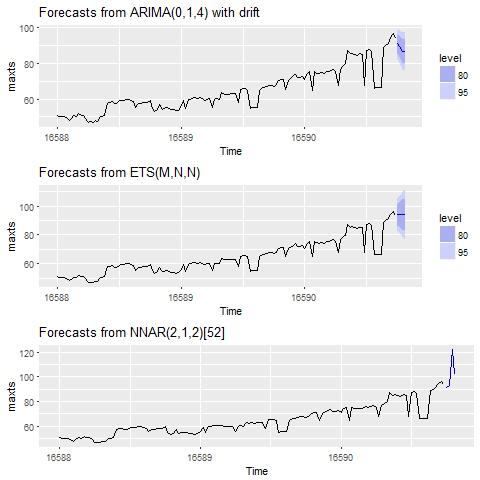 Forecasts from ARIMA(0,1,4) with drift
100
80
60
maxts
16588
16589
16590
Time
level
80
95
Forecasts from ETS(M,N,N)
100
80
60
maxts
16588
16589
16590
Time
level
80
95
Forecasts from NNAR(2,1,2)[52]
120
100
80
60
maxts
16588
16589
16590
Time